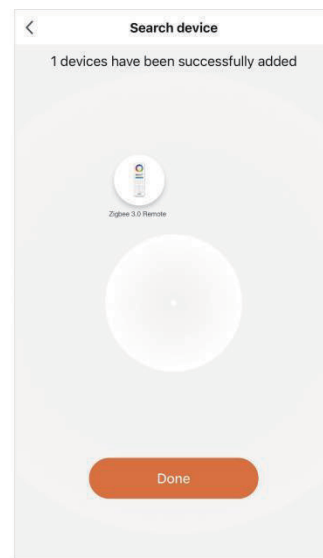 Search device
1 devices have been successfully added
Zigbee 3.0 Remote
Done